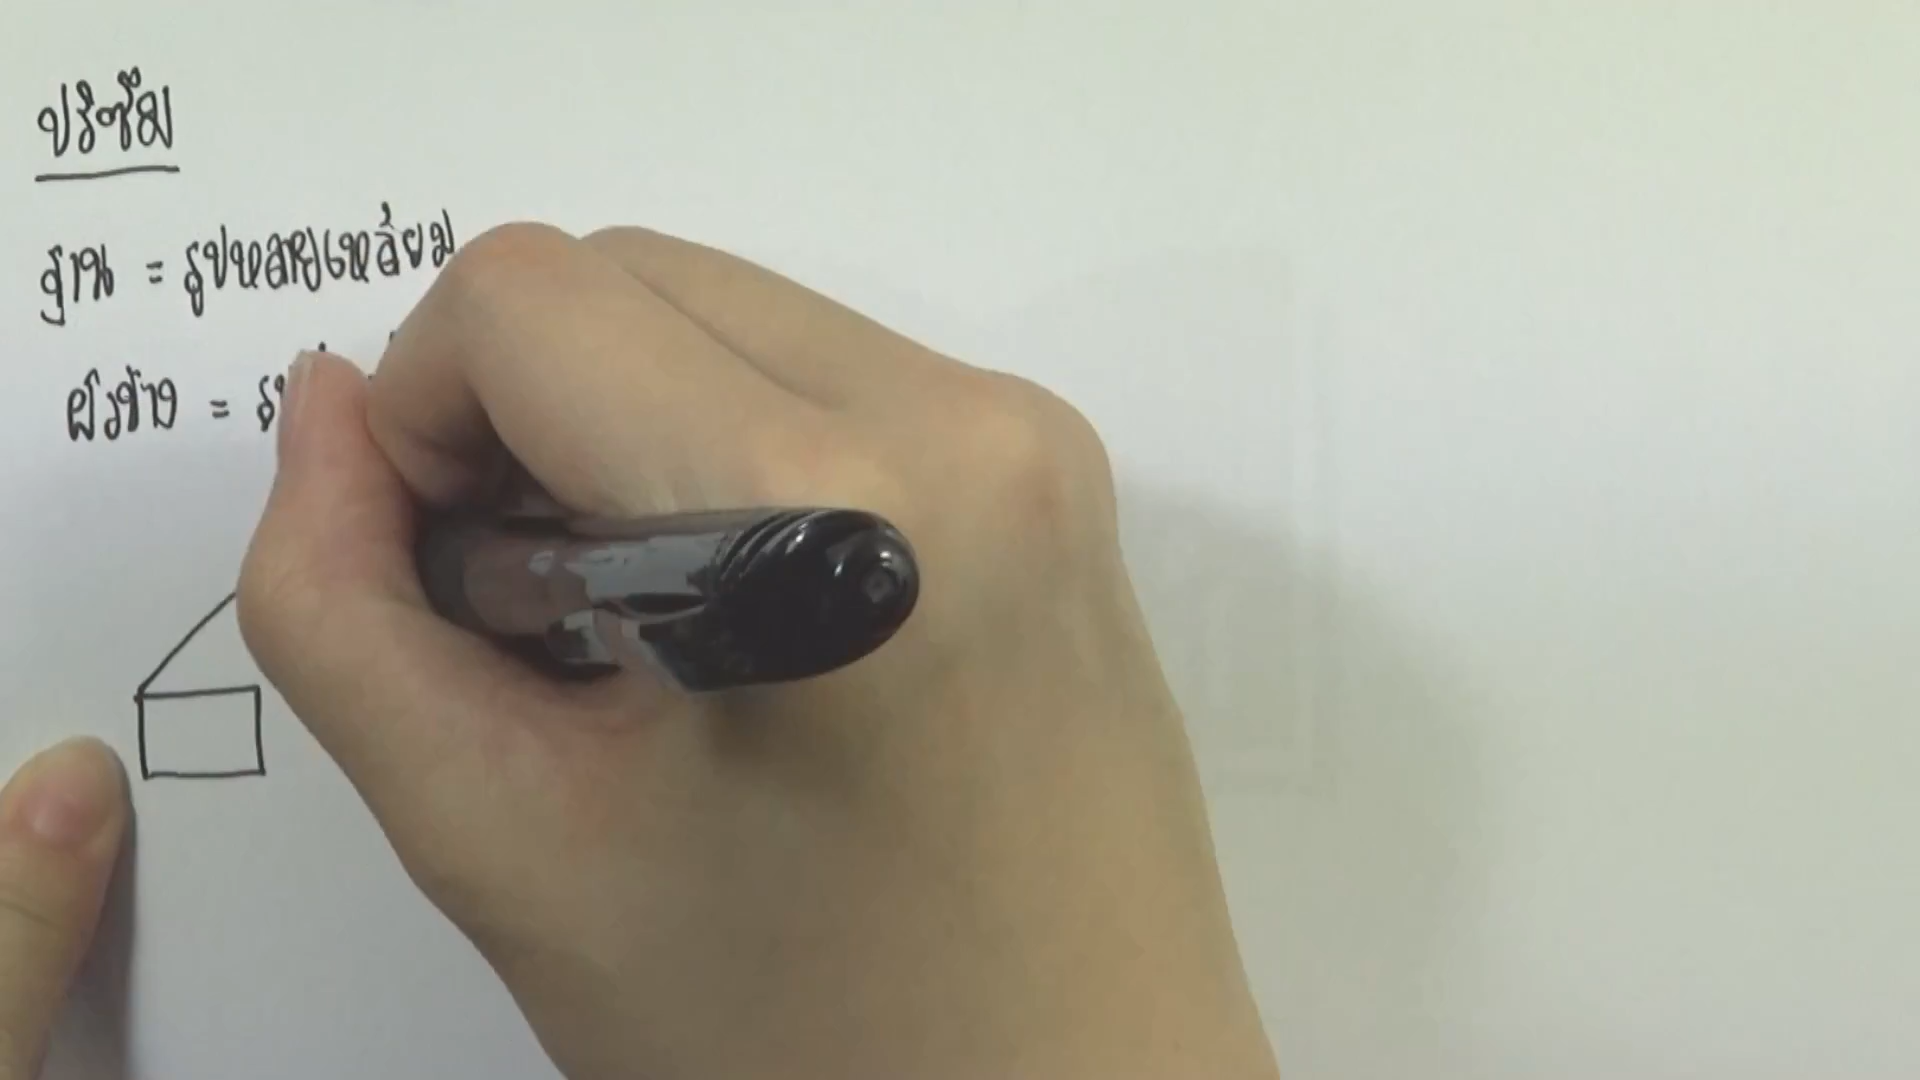 ปริซึม
ฐาน = รูปหลายเหลี่ยม
ผิวข้าง =